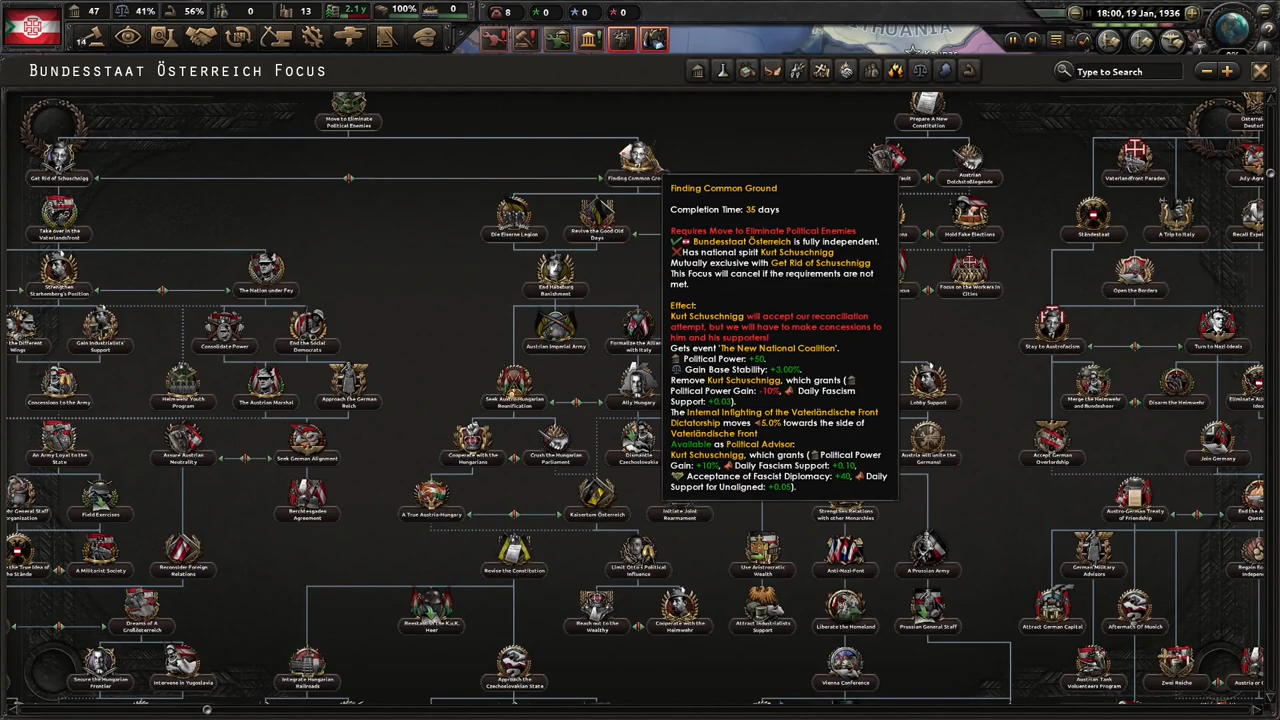 47 41% 56% 0 13 2.1 y 100% 0 8 0 0 0 18:00, 19 Jan, 1936
14
BUNDESSTAAT ÖSTERREICH FOCUS
Type to Search
Move to Eliminate Political Enemies
Prepare A New Constitution
Get Rid of Schuschnigg
Finding Common Gro
Austrian Dolchstoßlegende
Vaterlandfront Paraden
Take over in the Vaterlandsfront
Die Eiserne Legion
Revive the Good Old Days
Hold Fake Elections
Ständestaat
A Trip to Italy
Strengthen Starhemberg's Position
The Nation under Fey
End Habsburg Banishment
Focus on the Workers in Cities
Open the Borders
Gain Industrialists' Support
Consolidate Power
End the Social Democrats
Austrian Imperial Army
Formalize the Allian with Italy
Stay to Austrofascism
Turn to Nazi-Ideals
Concessions to the Army
Heimwehr Youth Program
The Austrian Marshal
Approach the German Reich
Seek Austro-Hungarian Reunification
Ally Hungary
Lobby Support
Merge the Heimwehr and Bundesheer
Disarm the Heimwehr
An Army Loyal to the State
Assure Austrian Neutrality
Seek German Alignment
Cooperate with the Hungarians
Crush the Hungarian Parliament
Dismantle Czechoslovakia
Austria all unite the Germans!
Accept German Overlordship
Join Germany
Field Exercises
Berchtesgaden Agreement
A True Austria-Hungary
Kaisertum Österreich
Initiate Joint Rearmament
Strengthen Relations with other Monarchies
Austro-German Treaty of Friendship
A Militarist Society
Reconsider Foreign Relations
Revise the Constitution
Limit Otto's Political Influence
Use Aristocratic Wealth
Anti-Nazi-Font
A Prussian Army
German Military Advisors
Dreams of A Großösterreich
Reestablish the K.u.K. Heer
Reach out to the Wealthy
Cooperate with the Heimwehr
Attract Industrialists Support
Liberate the Homeland
Prussian General Staff
Attract German Capital
Aftermath Of Munich
Secure the Hungarian Frontier
Intervene in Yugoslavia
Integrate Hungarian Railroads
Approach the Czechoslovakian State
Vienna Conference
Austrian Tank Volunteers Program
Zwei Reiche
Finding Common Ground
Completion Time: 35 days
Requires Move to Eliminate Political Enemies
Bundesstaat Österreich is fully independent.
Has national spirit Kurt Schuschnigg
Mutually exclusive with Get Rid of Schuschnigg
This Focus will cancel if the requirements are not
met.
Effect:
Kurt Schuschnigg will accept our reconciliation
attempt, but we will have to make concessions to
him and his supporters!
Gets event 'The New National Coalition'.
Political Power: +50.
Gain Base Stability: +3.00%.
Remove Kurt Schuschnigg, which grants (
Political Power Gain: -10%, Daily Fascism
Support: +0.03).
The Internal Infighting of the Vaterländische Front
Dictatorship moves 5.0% towards the side of
Vaterländische Front
Available as Political Advisor:
Kurt Schuschnigg, which grants ( Political Power
Gain: +10%, Daily Fascism Support: +0.10,
Acceptance of Fascist Diplomacy: +40, Daily
Support for Unaligned: +0.05).